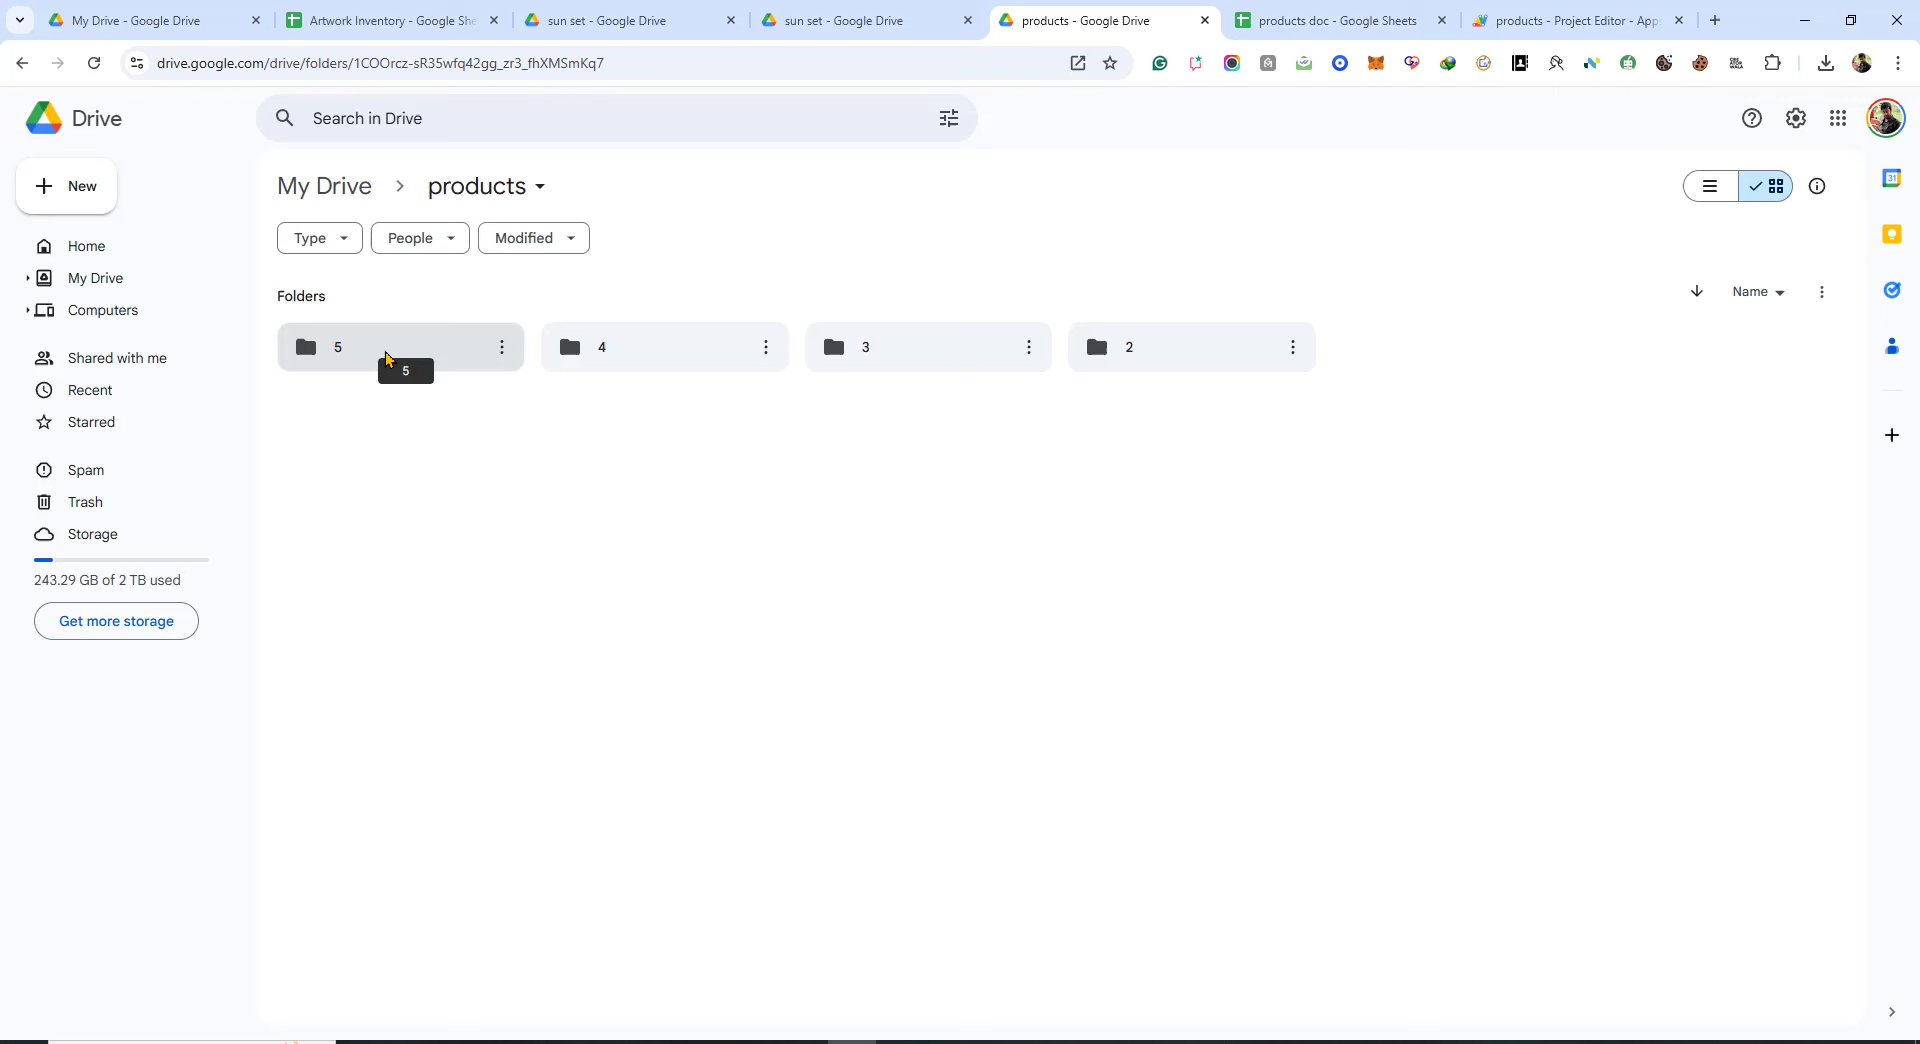 My Drive - Google Drive
Artwork Inventory - Google She
sun set - Google Drive
sun set - Google Drive
products - Google Drive
products doc - Google Sheets
products - Project Editor - Apps
drive.google.com/drive/folders/1COOrcz-sR35wfq42gg_zr3_fhXMSmKq7
Drive
Search in Drive
New
My Drive
products
Type
People
Modified
Home
My Drive
Computers
Folders
Name
5
4
3
2
5
Shared with me
Recent
Starred
Spam
Trash
Storage
243.29 GB of 2 TB used
Get more storage
31